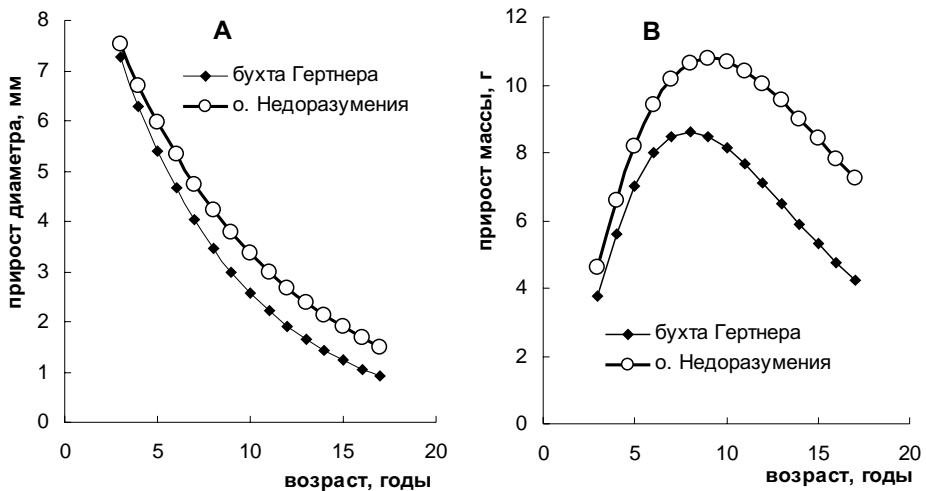 A
прирост диаметра, мм
8
7
6
5
4
3
2
1
0
бухта Гертнера
о. Недоразумения
0 5 10 15 20
возраст, годы
B
прирост массы, г
12
10
8
6
4
2
0
бухта Гертнера
о. Недоразумения
0 5 10 15 20
возраст, годы